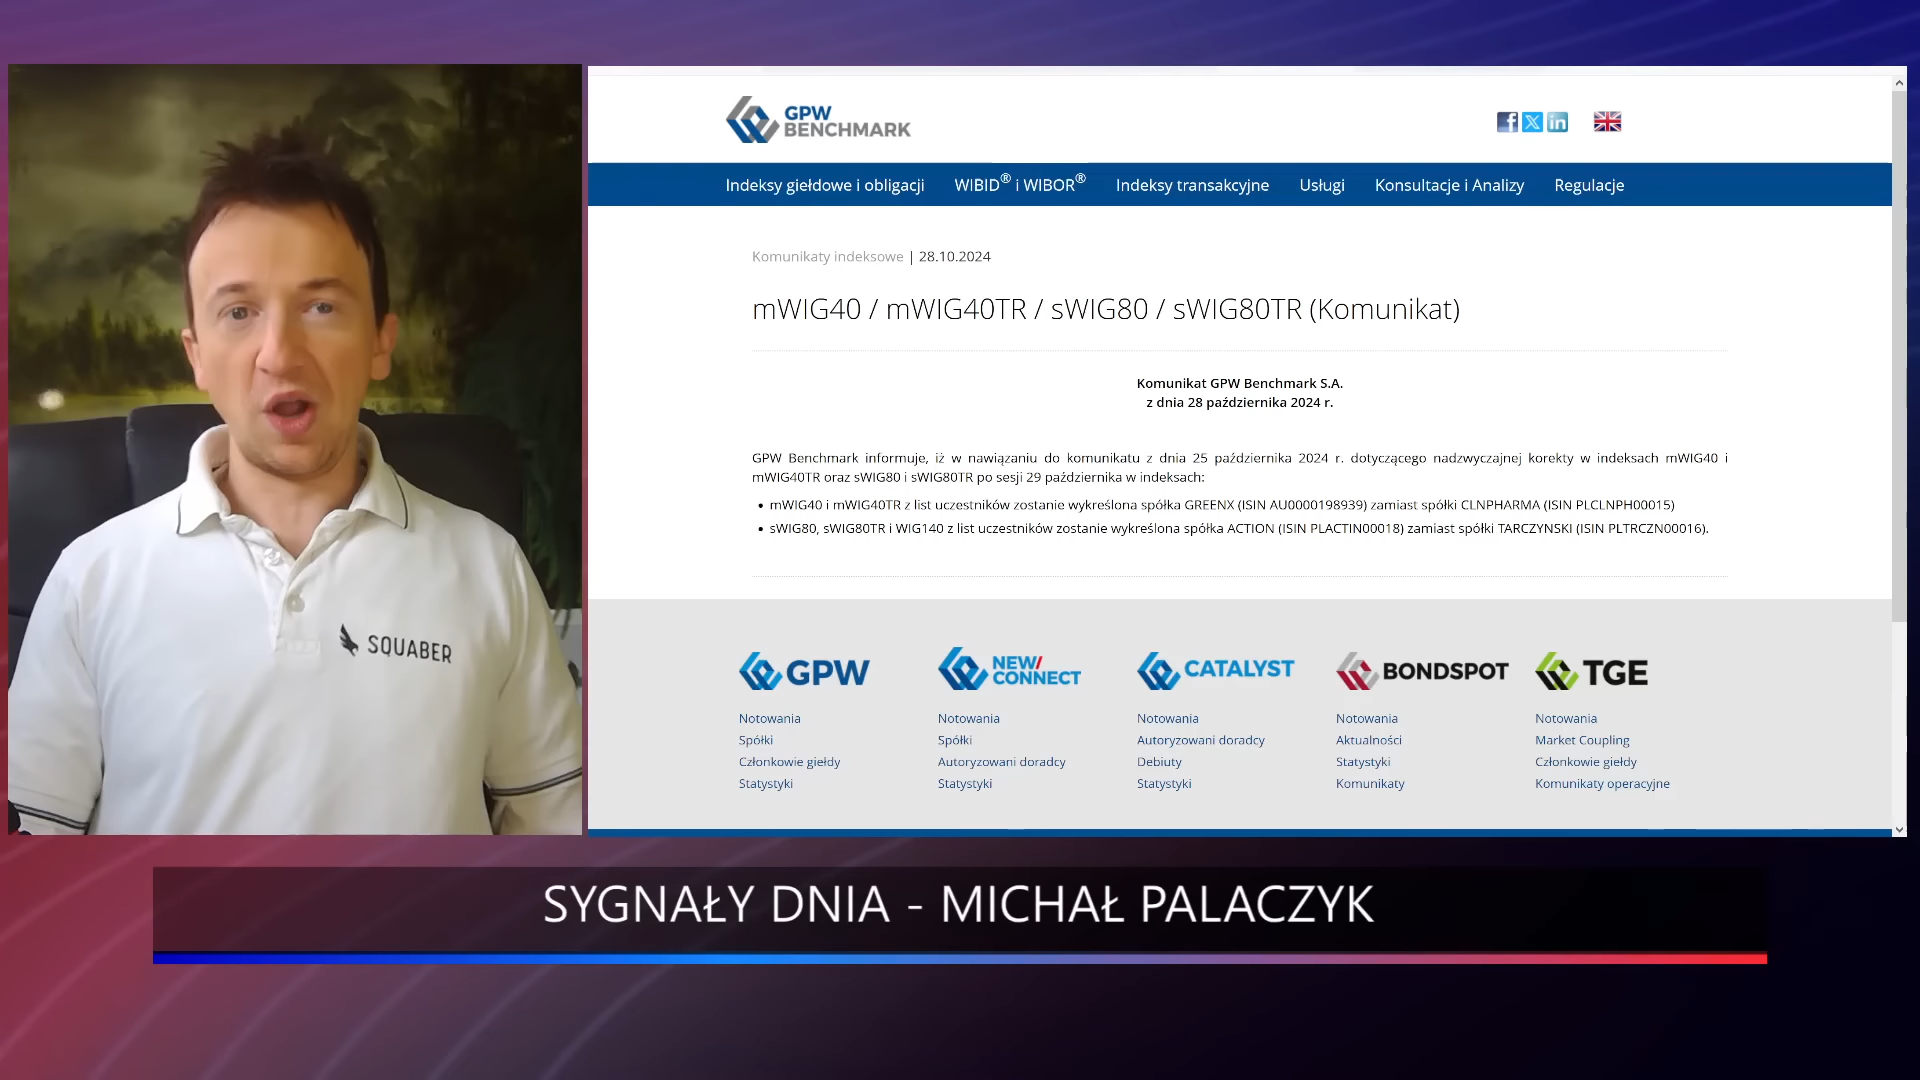 SQUABER
GPW
BENCHMARK
Indeksy giełdowe i obligacji
WIBID® i WIBOR®
Indeksy transakcyjne
Usługi
Konsultacje i Analizy
Regulacje
Komunikaty indeksowe | 28.10.2024
mWIG40 / mWIG40TR / sWIG80 / sWIG80TR (Komunikat)
Komunikat GPW Benchmark S.A.
z dnia 28 października 2024 r.
GPW Benchmark informuje, iż w nawiązaniu do komunikatu z dnia 25 października 2024 r. dotyczącego nadzwyczajnej korekty w indeksach mWIG40 i
mWIG40TR oraz sWIG80 i sWIG80TR po sesji 29 października w indeksach:
• mWIG40 i mWIG40TR z list uczestników zostanie wykreślona spółka GREENX (ISIN AU0000198939) zamiast spółki CLNPHARMA (ISIN PLCLNPH00015)
• sWIG80, sWIG80TR i WIG140 z list uczestników zostanie wykreślona spółka ACTION (ISIN PLACTIN00018) zamiast spółki TARCZYNSKI (ISIN PLTRCZN00016).
GPW
Notowania
Spółki
Członkowie giełdy
Statystyki
NEW/
CONNECT
Notowania
Spółki
Autoryzowani doradcy
Statystyki
CATALYST
Notowania
Autoryzowani doradcy
Debiuty
Statystyki
BONDSPOT
Notowania
Aktualności
Statystyki
Komunikaty
TGE
Notowania
Market Coupling
Członkowie giełdy
Komunikaty operacyjne
SYGNAŁY DNIA - MICHAŁ PALACZYK